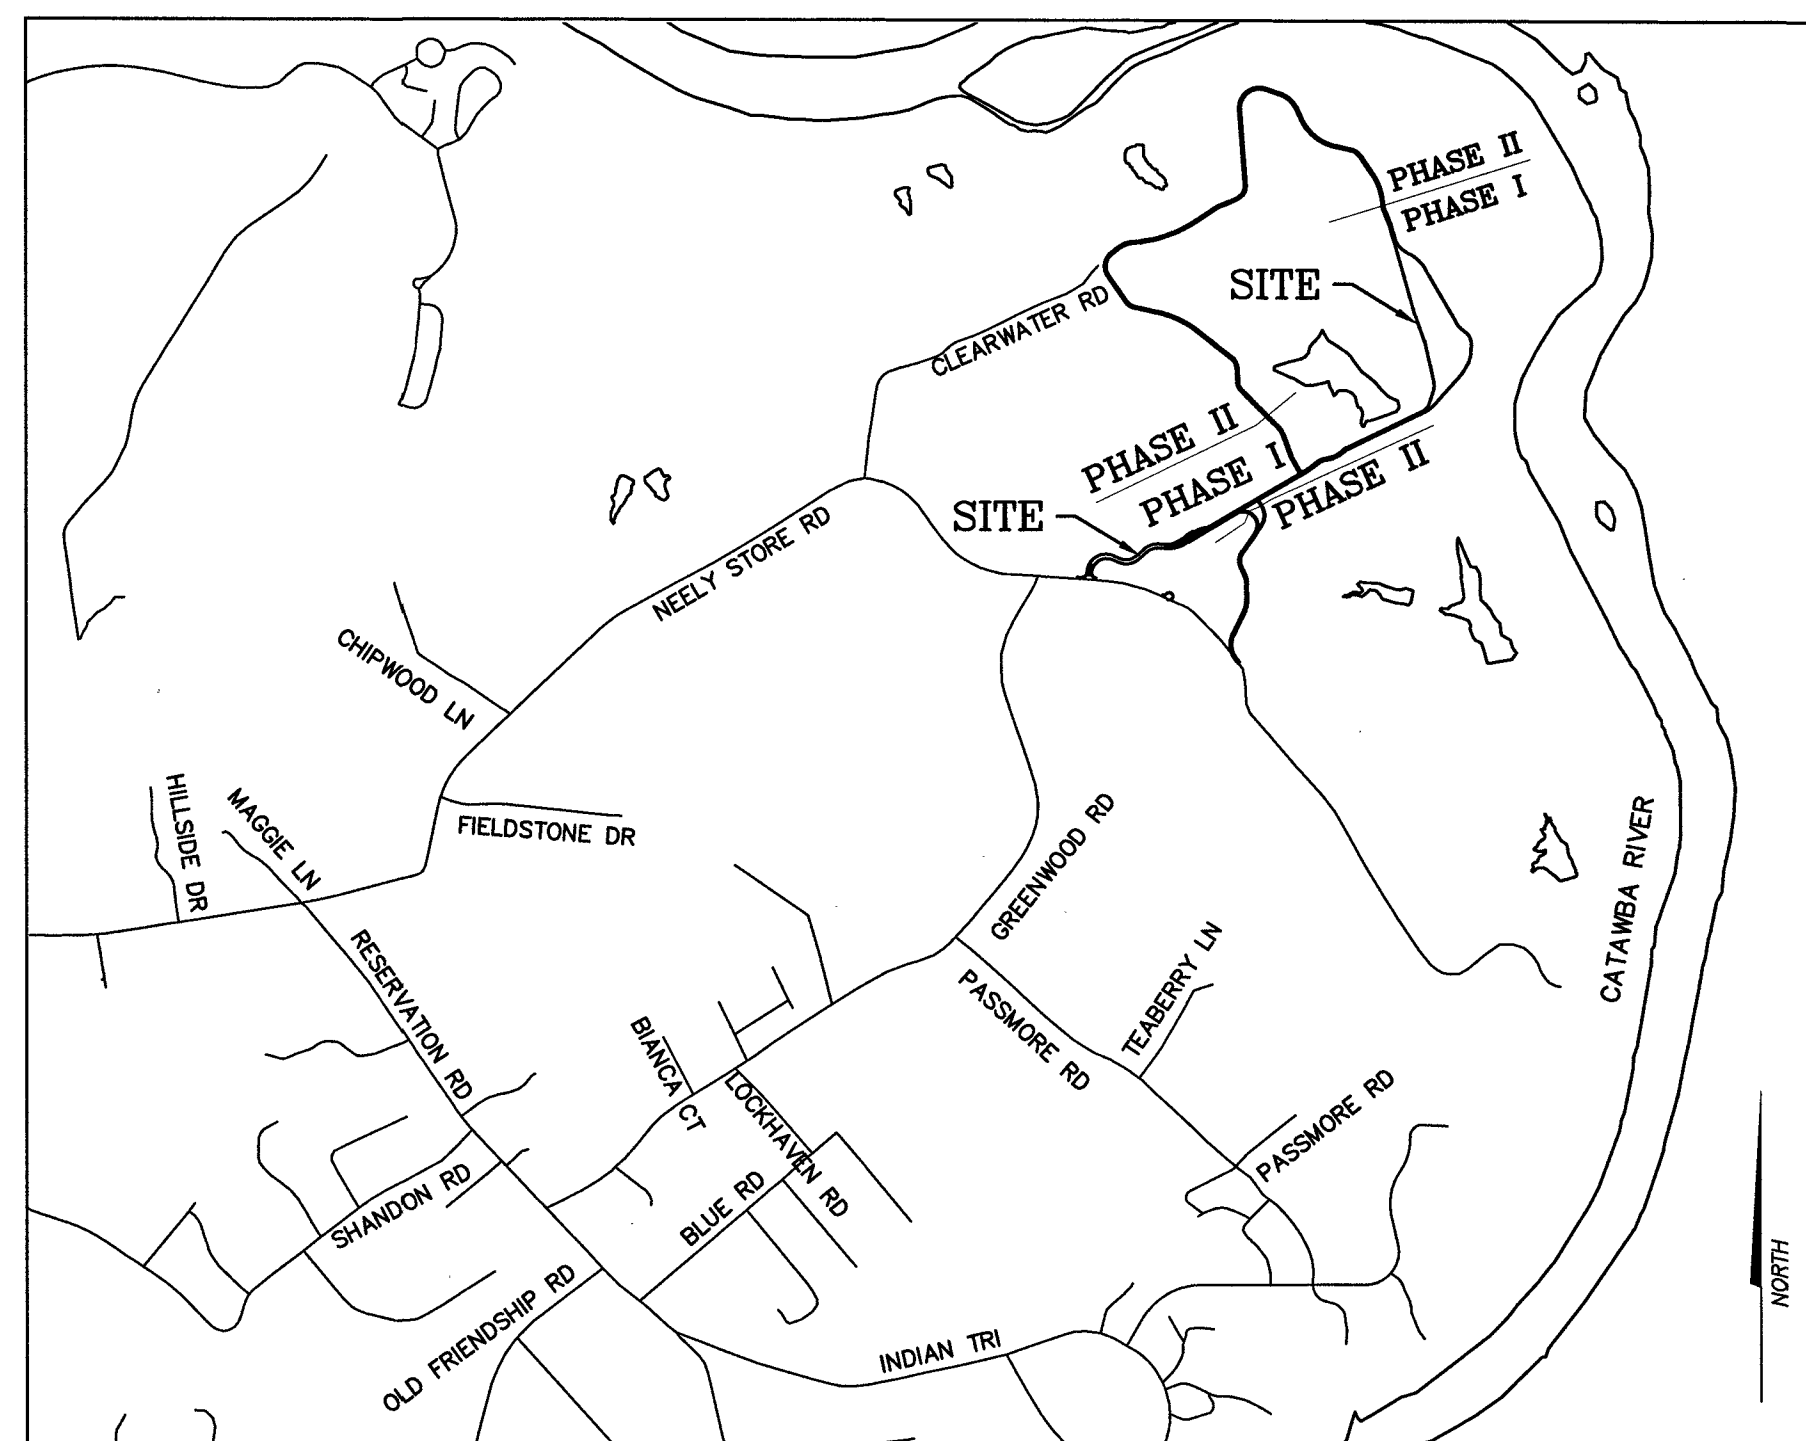 PHASE II
PHASE I
SITE
CLEARWATER RD
PHASE II
PHASE I
PHASE II
SITE
NEELY STORE RD
CHIPWOOD LN
HILLSIDE DR
MAGGIE LN
FIELDSTONE DR
GREENWOOD RD
CATAWBA RIVER
RESERVATION RD
TEABERRY LN
PASSMORE RD
BIANCA CT
LOCKHAVEN RD
PASSMORE RD
SHANDON RD
BLUE RD
OLD FRIENDSHIP RD
INDIAN TRI
NORTH